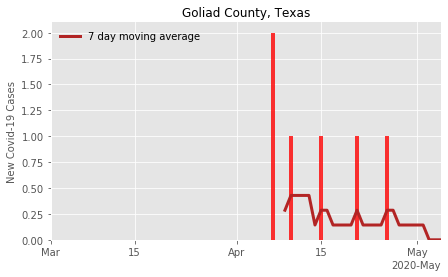 Goliad County, Texas
7 day moving average
New Covid-19 Cases
2.00
1.75
1.50
1.25
1.00
0.75
0.50
0.25
0.00
Mar 15 Apr 15 May
2020-May